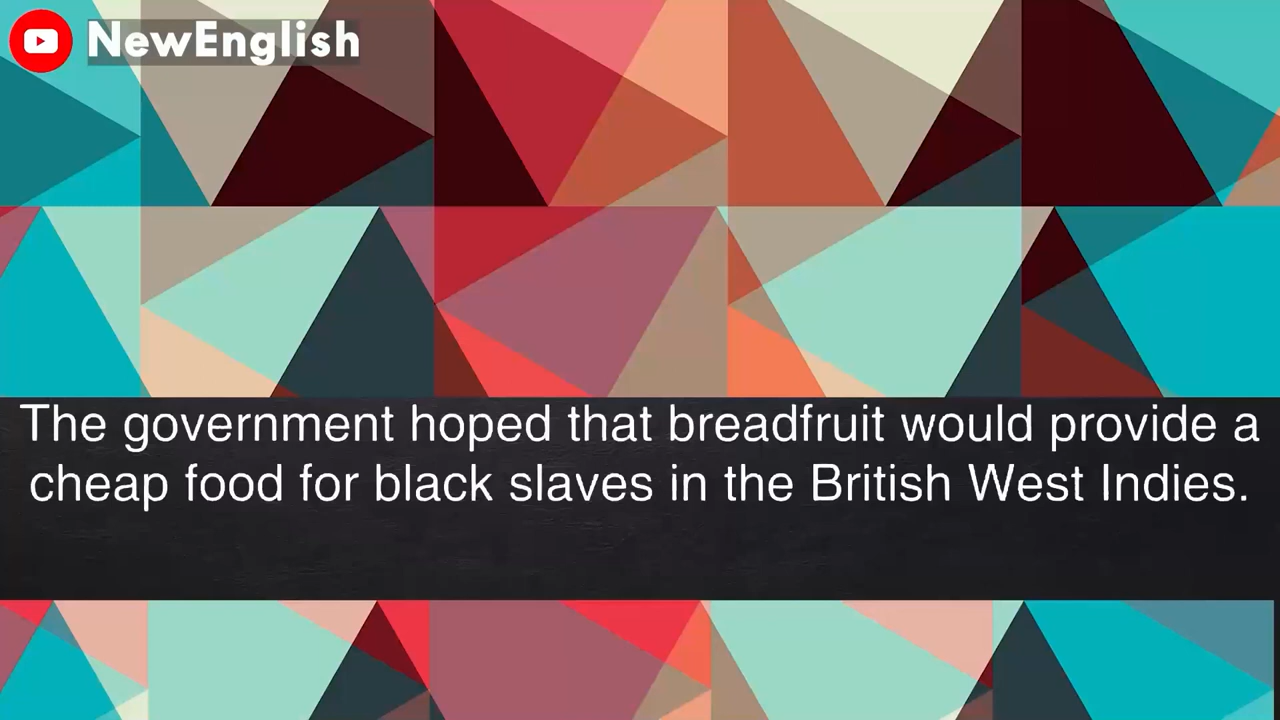 NewEnglish
The government hoped that breadfruit would provide a
cheap food for black slaves in the British West Indies.